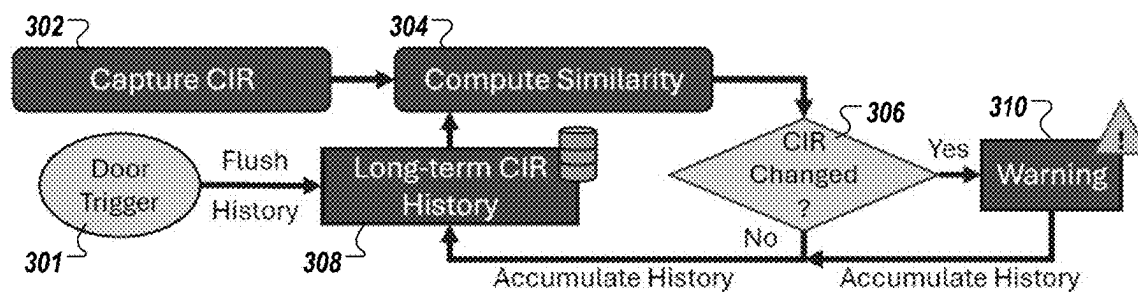 302
304
Capture CIR
Compute Similarity
306
310
CIR
Changed
?
Yes
!
Warning
Door
Trigger
Flush
History
Long-term CIR
History
No
301
308
Accumulate History
Accumulate History